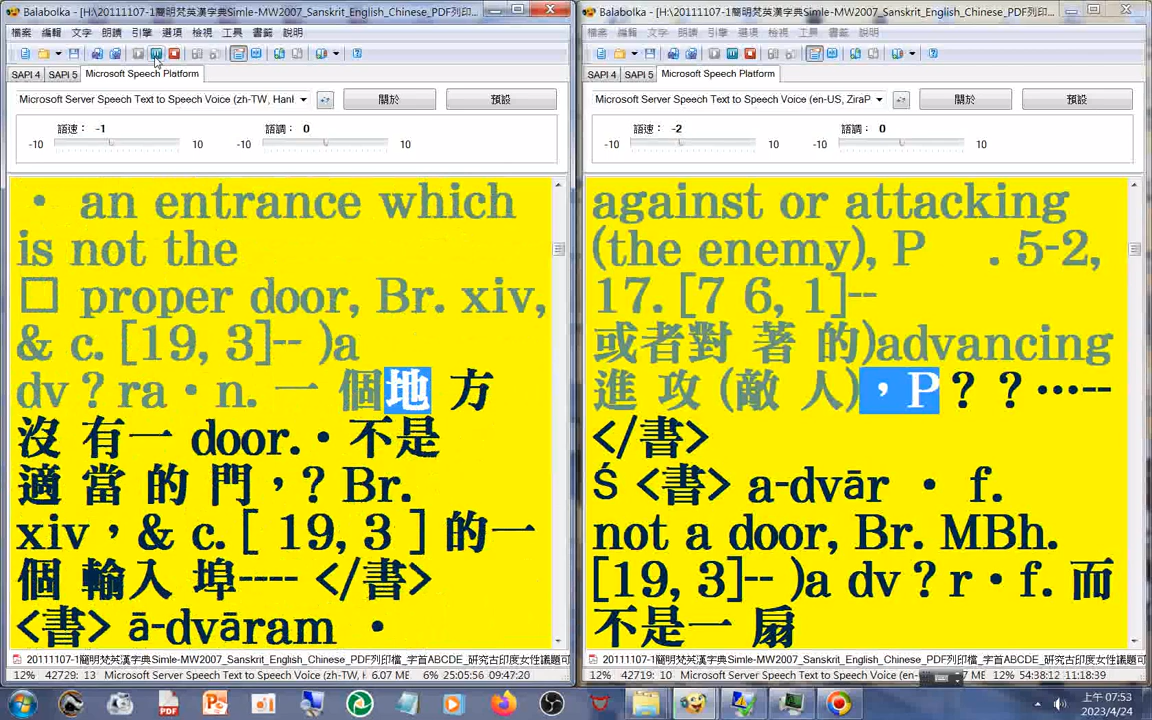 Balabolka - [H:\20111107-1簡明梵英漢字典Simle-MW2007_Sanskrit_English_Chinese_PDF列印...
檔案 編輯 文字 朗讀 引擎 選項 檢視 工具 書籤 說明
SAPI 4 SAPI 5 Microsoft Speech Platform
Microsoft Server Speech Text to Speech Voice (zh-TW, Hanl
關於 預設
語速： -1 語調： 0
-10 10 -10 10
• an entrance which
is not the
□ proper door, Br. xiv,
& c. [19, 3]-- )a
dv？ra・n. 一 個地 方
沒 有一 door.・不是
適 當 的 門，? Br.
xiv，& c. [ 19, 3 ] 的一
個 輸入 埠---- </書>
<書> ā-dvāram ・
20111107-1簡明梵英漢字典Simle-MW2007_Sanskrit_English_Chinese_PDF列印檔_字首ABCDE_研究古印度女性議題可
12% 42729: 13 Microsoft Server Speech Text to Speech Voice (zh-TW, H 6.07 MB 6% 25:05:56 09:47:20
Balabolka - [H:\20111107-1簡明梵英漢字典Simle-MW2007_Sanskrit_English_Chinese_PDF列印...
檔案 編輯 文字 朗讀 引擎 選項 檢視 工具 書籤 說明
SAPI 4 SAPI 5 Microsoft Speech Platform
Microsoft Server Speech Text to Speech Voice (en-US, ZiraP
關於 預設
語速： -2 語調： 0
-10 10 -10 10
against or attacking
(the enemy), P . 5-2,
17. [7 6, 1]--
或者對 著 的)advancing
進 攻 (敵 人)，P？？…--
</書>
Ś <書> a-dvār ・ f.
not a door, Br. MBh.
[19, 3]-- )a dv？r・f. 而
不是一 扇
20111107-1簡明梵英漢字典Simle-MW2007_Sanskrit_English_Chinese_PDF列印檔_字首ABCDE_研究古印度女性議題可
12% 42719: 10 Microsoft Server Speech Text to Speech Voice 12% 54:38:12 11:18:39
上午 07:53
2023/4/24